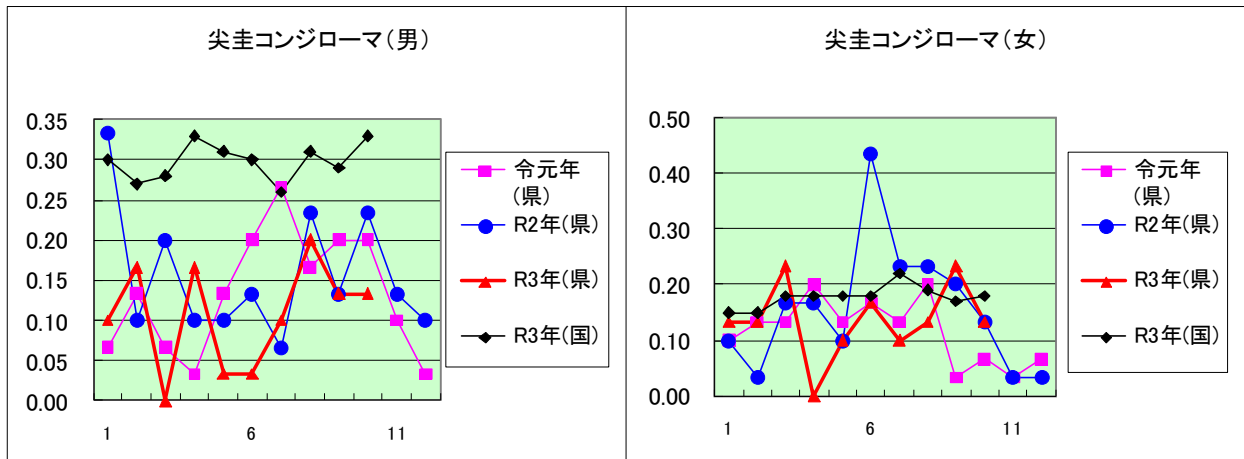 尖圭コンジローマ(男)
0.35
0.30
0.25
0.20
0.15
0.10
0.05
0.00
1
6
11
令元年
(県)
R2年(県)
R3年(県)
R3年(国)
尖圭コンジローマ(女)
0.50
0.40
0.30
0.20
0.10
0.00
1
6
11
令元年
(県)
R2年(県)
R3年(県)
R3年(国)